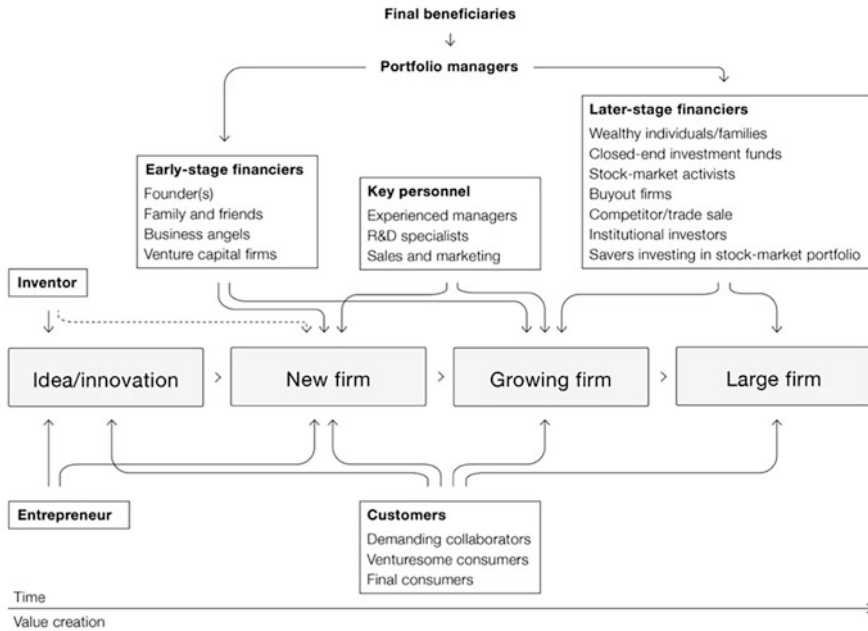 Final beneficiaries
Portfolio managers
Later-stage financiers
Wealthy individuals/families
Closed-end investment funds
Stock-market activists
Buyout firms
Competitor/trade sale
Institutional investors
Savers investing in stock-market portfolio
Early-stage financiers
Founder(s)
Family and friends
Business angels
Venture capital firms
Key personnel
Experienced managers
R&D specialists
Sales and marketing
Inventor
Idea/innovation
New firm
Growing firm
Large firm
Entrepreneur
Customers
Demanding collaborators
Venturesome consumers
Final consumers
Time
Value creation